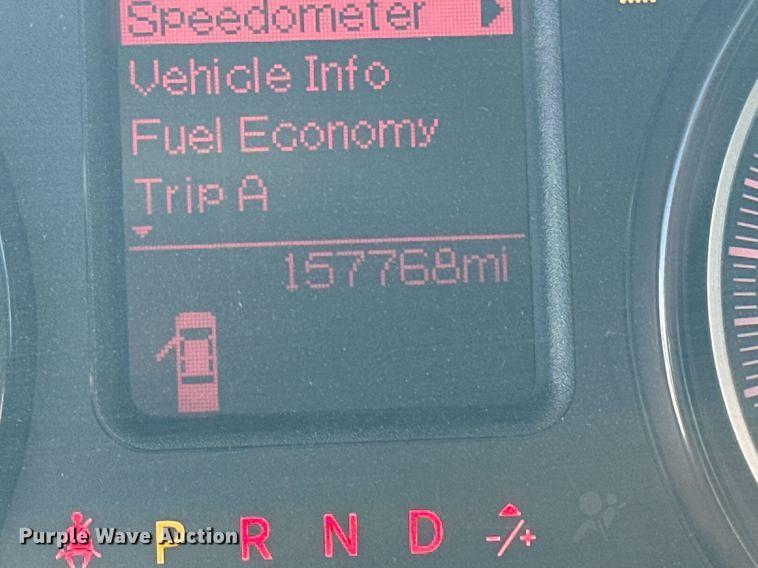 Speedometer
Vehicle Info
Fuel Economy
Trip A
157768mi
P R N D -/+
Purple Wave Auction